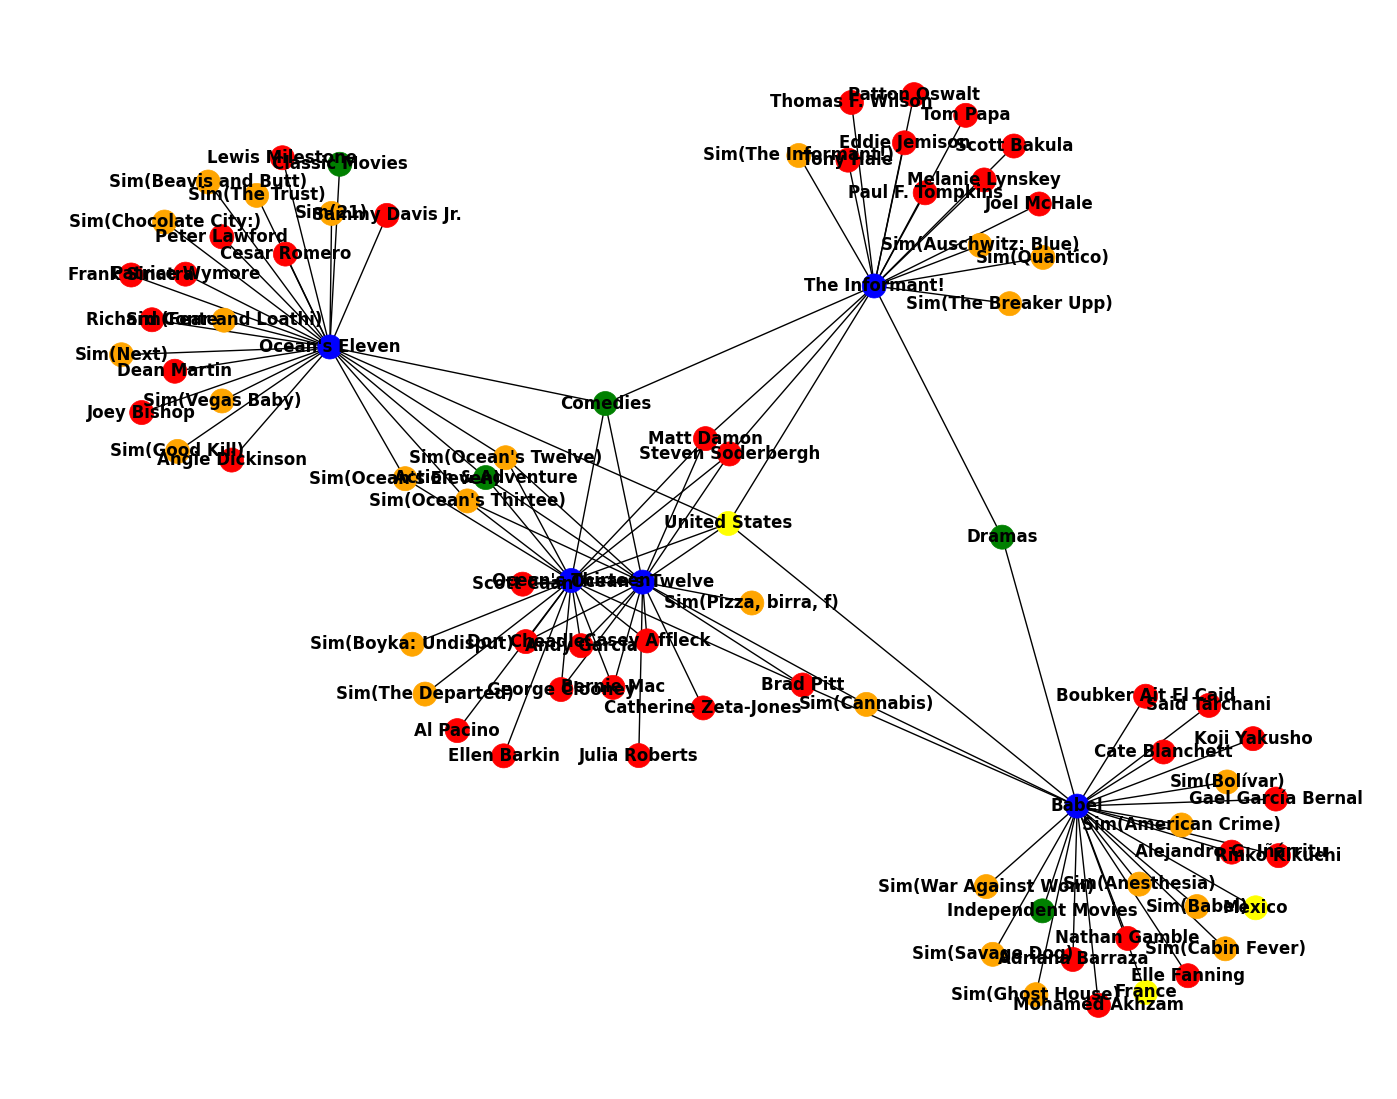 Patton Oswalt
Thomas F. Wilson
Tom Papa
Eddie Jemison
Scott Bakula
Sim(The Informant!)
Tony Hale
Lewis Milestone
Classic Movies
Melanie Lynskey
Sim(Beavis and Butt)
Sim(The Trust)
Paul F. Tompkins
Joel McHale
Sim(21)
Sammy Davis Jr.
Sim(Chocolate City:)
Peter Lawford
Sim(Auschwitz: Blue)
Cesar Romero
Sim(Quantico)
Frank Sinatra
Patrice Wymore
The Informant!
Sim(The Breaker Upp)
Richard Conte
Sim(Fear and Loathi)
Ocean's Eleven
Sim(Next)
Dean Martin
Sim(Vegas Baby)
Comedies
Joey Bishop
Matt Damon
Sim(Good Kill)
Angie Dickinson
Steven Soderbergh
Sim(Ocean's Twelve)
Sim(Ocean's Eleven)
Action & Adventure
Sim(Ocean's Thirtee)
United States
Dramas
Ocean's Thirteen
Ocean's Twelve
Scott Caan
Sim(Pizza, birra, f)
Sim(Boyka: Undisput)
Don Cheadle
Andy Garcia
Casey Affleck
Brad Pitt
George Clooney
Bernie Mac
Sim(The Departed)
Boubker Ait El Caid
Said Tarchani
Sim(Cannabis)
Catherine Zeta-Jones
Al Pacino
Koji Yakusho
Cate Blanchett
Ellen Barkin
Julia Roberts
Sim(Bolívar)
Gael García Bernal
Babel
Sim(American Crime)
Alejandro G. Iñárritu
Rinko Kikuchi
Sim(War Against Wom)
Sim(Anesthesia)
Sim(Babel)
Mexico
Independent Movies
Nathan Gamble
Sim(Cabin Fever)
Sim(Savage Dog)
Adriana Barraza
Elle Fanning
Sim(Ghost House)
France
Mohamed Akhzam